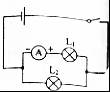 L₁
- A +
L₂